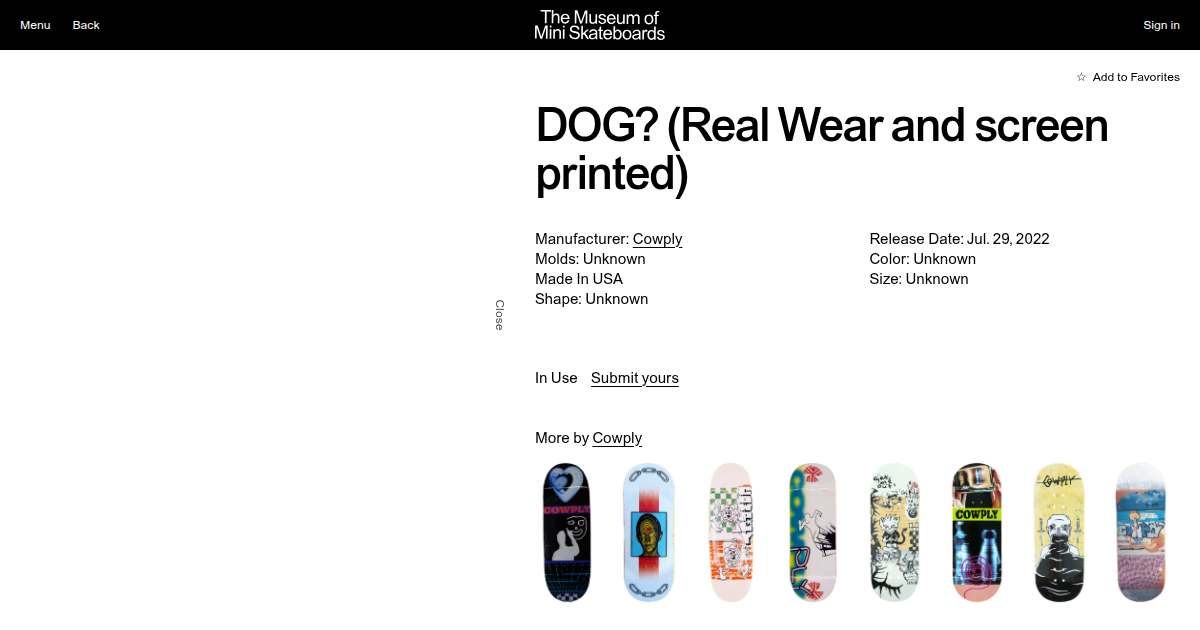 Menu
Back
The Museum of
Mini Skateboards
Sign in
☆ Add to Favorites
DOG? (Real Wear and screen
printed)
Manufacturer: Cowply
Molds: Unknown
Made In USA
Shape: Unknown
Release Date: Jul. 29, 2022
Color: Unknown
Size: Unknown
Close
In Use
Submit yours
More by Cowply
COWPLY
COWPLY
COWPLY